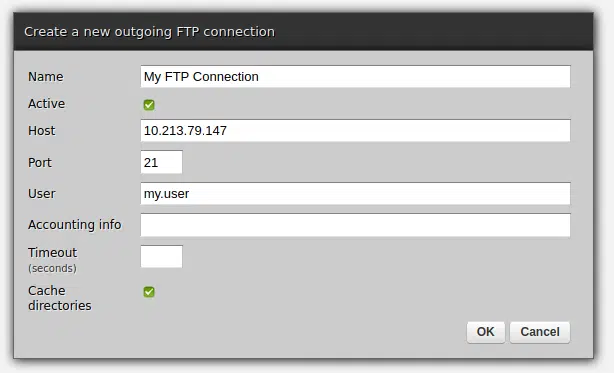 Create a new outgoing FTP connection
Name My FTP Connection
Active
Host 10.213.79.147
Port 21
User my.user
Accounting info
Timeout
(seconds)
Cache
directories
OK Cancel